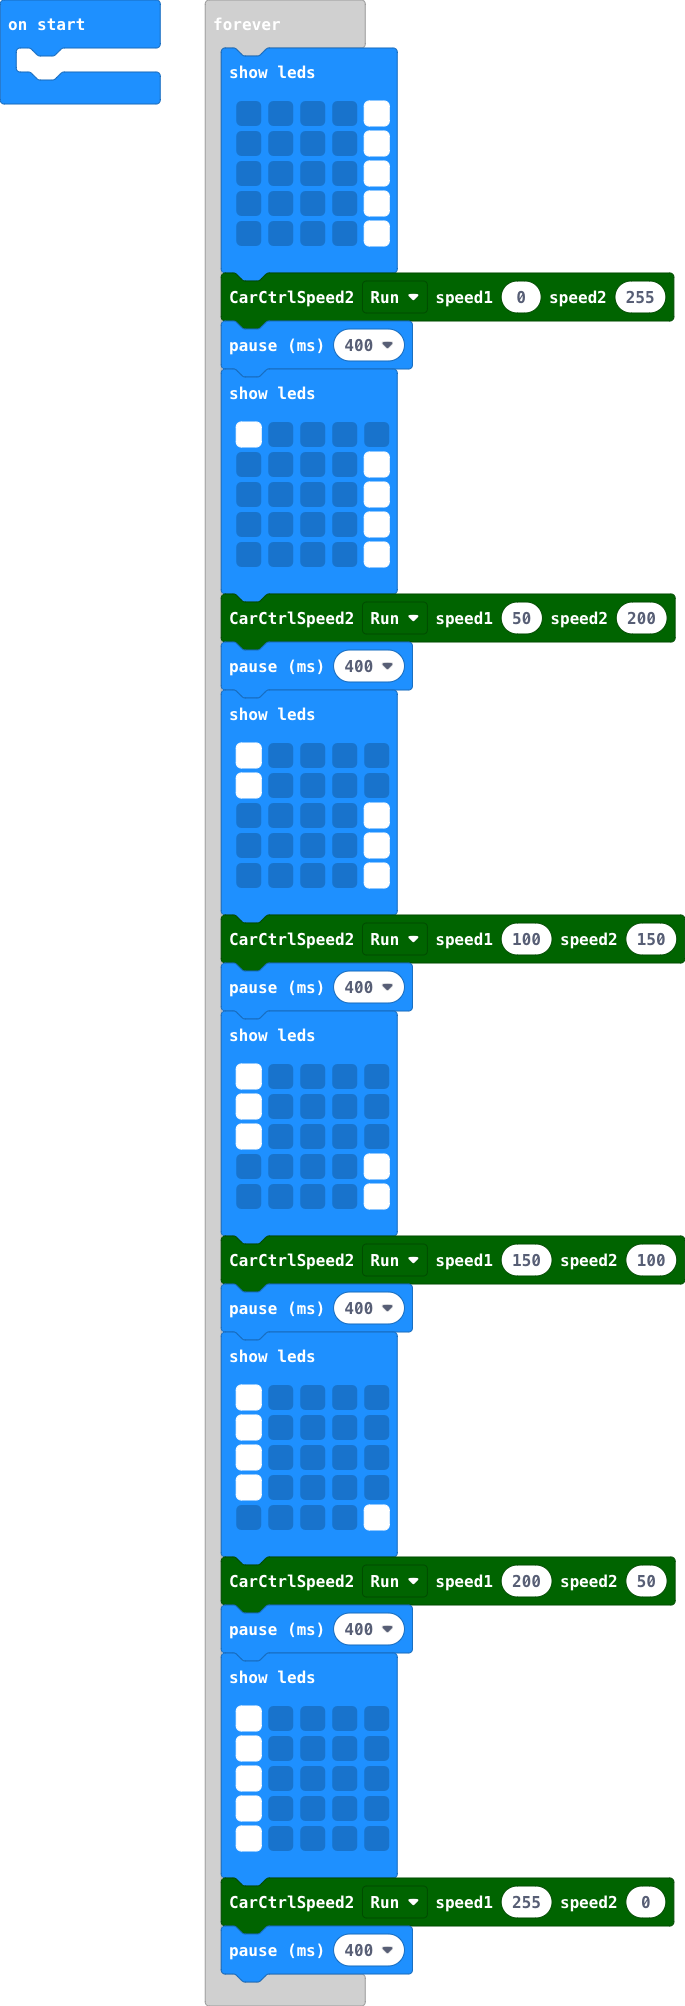 on start
forever
show leds
CarCtrlSpeed2 Run speed1 0 speed2 255
pause (ms) 400
show leds
CarCtrlSpeed2 Run speed1 50 speed2 200
pause (ms) 400
show leds
CarCtrlSpeed2 Run speed1 100 speed2 150
pause (ms) 400
show leds
CarCtrlSpeed2 Run speed1 150 speed2 100
pause (ms) 400
show leds
CarCtrlSpeed2 Run speed1 200 speed2 50
pause (ms) 400
show leds
CarCtrlSpeed2 Run speed1 255 speed2 0
pause (ms) 400